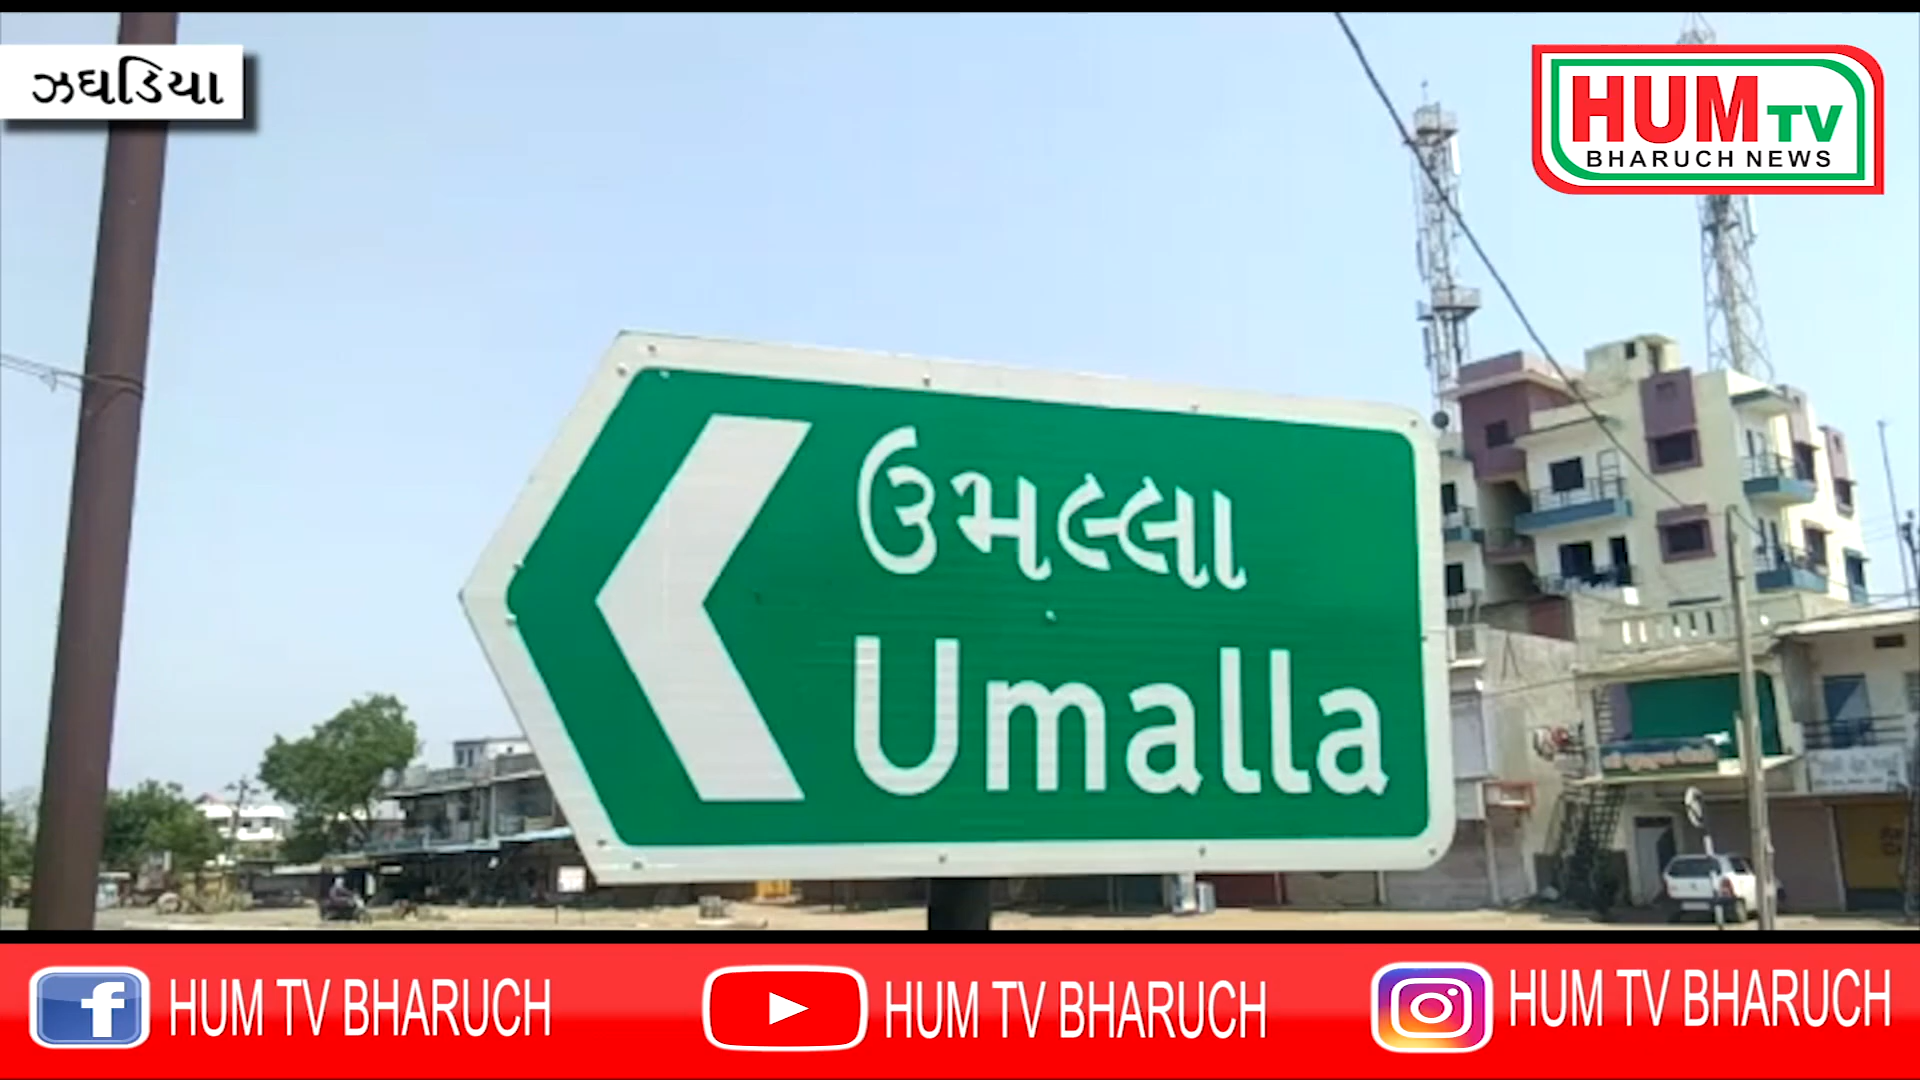 ઝઘડિયા
HUM TV
BHARUCH NEWS
ઉમલ્લા
Umalla
HUM TV BHARUCH
HUM TV BHARUCH
HUM TV BHARUCH